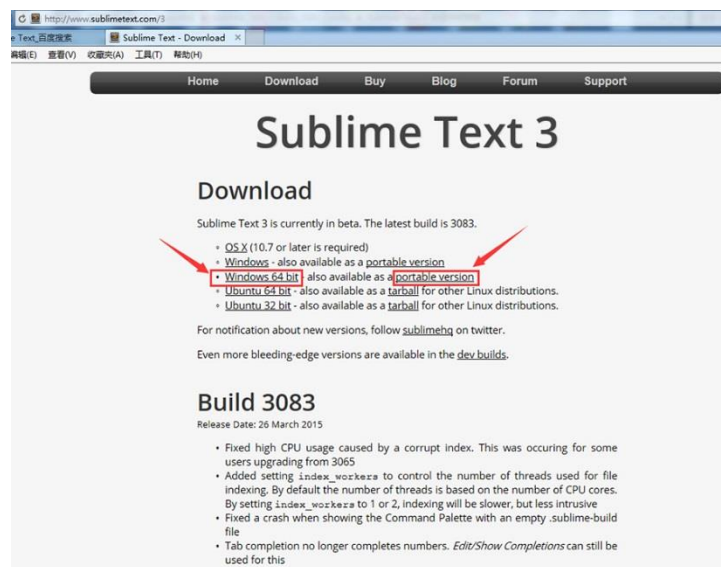 http://www.sublimetext.com/3
e Text_百度搜索
Sublime Text - Download ×
编辑(E) 查看(V) 收藏夹(A) 工具(T) 帮助(H)
Home Download Buy Blog Forum Support
Sublime Text 3
Download
Sublime Text 3 is currently in beta. The latest build is 3083.
OS X (10.7 or later is required)
Windows - also available as a portable version
Windows 64 bit - also available as a portable version
Ubuntu 64 bit - also available as a tarball for other Linux distributions.
Ubuntu 32 bit - also available as a tarball for other Linux distributions.
For notification about new versions, follow sublimehq on twitter.
Even more bleeding-edge versions are available in the dev builds.
Build 3083
Release Date: 26 March 2015
• Fixed high CPU usage caused by a corrupt index. This was occuring for some
users upgrading from 3065
• Added setting index_workers to control the number of threads used for file
indexing. By default the number of threads is based on the number of CPU cores.
By setting index_workers to 1 or 2, indexing will be slower, but less intrusive
• Fixed a crash when showing the Command Palette with an empty .sublime-build
file
• Tab completion no longer completes numbers. Edit/Show Completions can still be
used for this